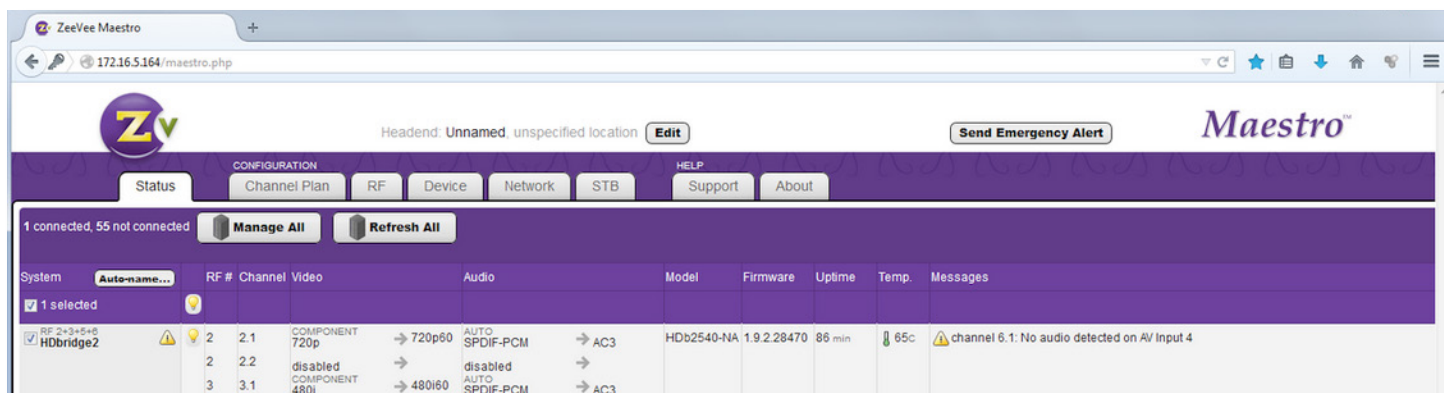 ZeeVee Maestro
172.16.5.164/maestro.php
Zv
Headend: Unnamed, unspecified location Edit
Send Emergency Alert
Maestro™
CONFIGURATION HELP
Status Channel Plan RF Device Network STB Support About
1 connected, 55 not connected Manage All Refresh All
System Auto-name... RF # Channel Video Audio Model Firmware Uptime Temp. Messages
1 selected
RF 2+3+5+6 COMPONENT AUTO
HDbridge2 2 2.1 720p 720p60 SPDIF-PCM AC3 HDb2540-NA 1.9.2.28470 86 min 65c channel 6.1: No audio detected on AV Input 4
2 2.2 disabled disabled
COMPONENT AUTO
3 3.1 480i 480i60 SPDIF-PCM AC3